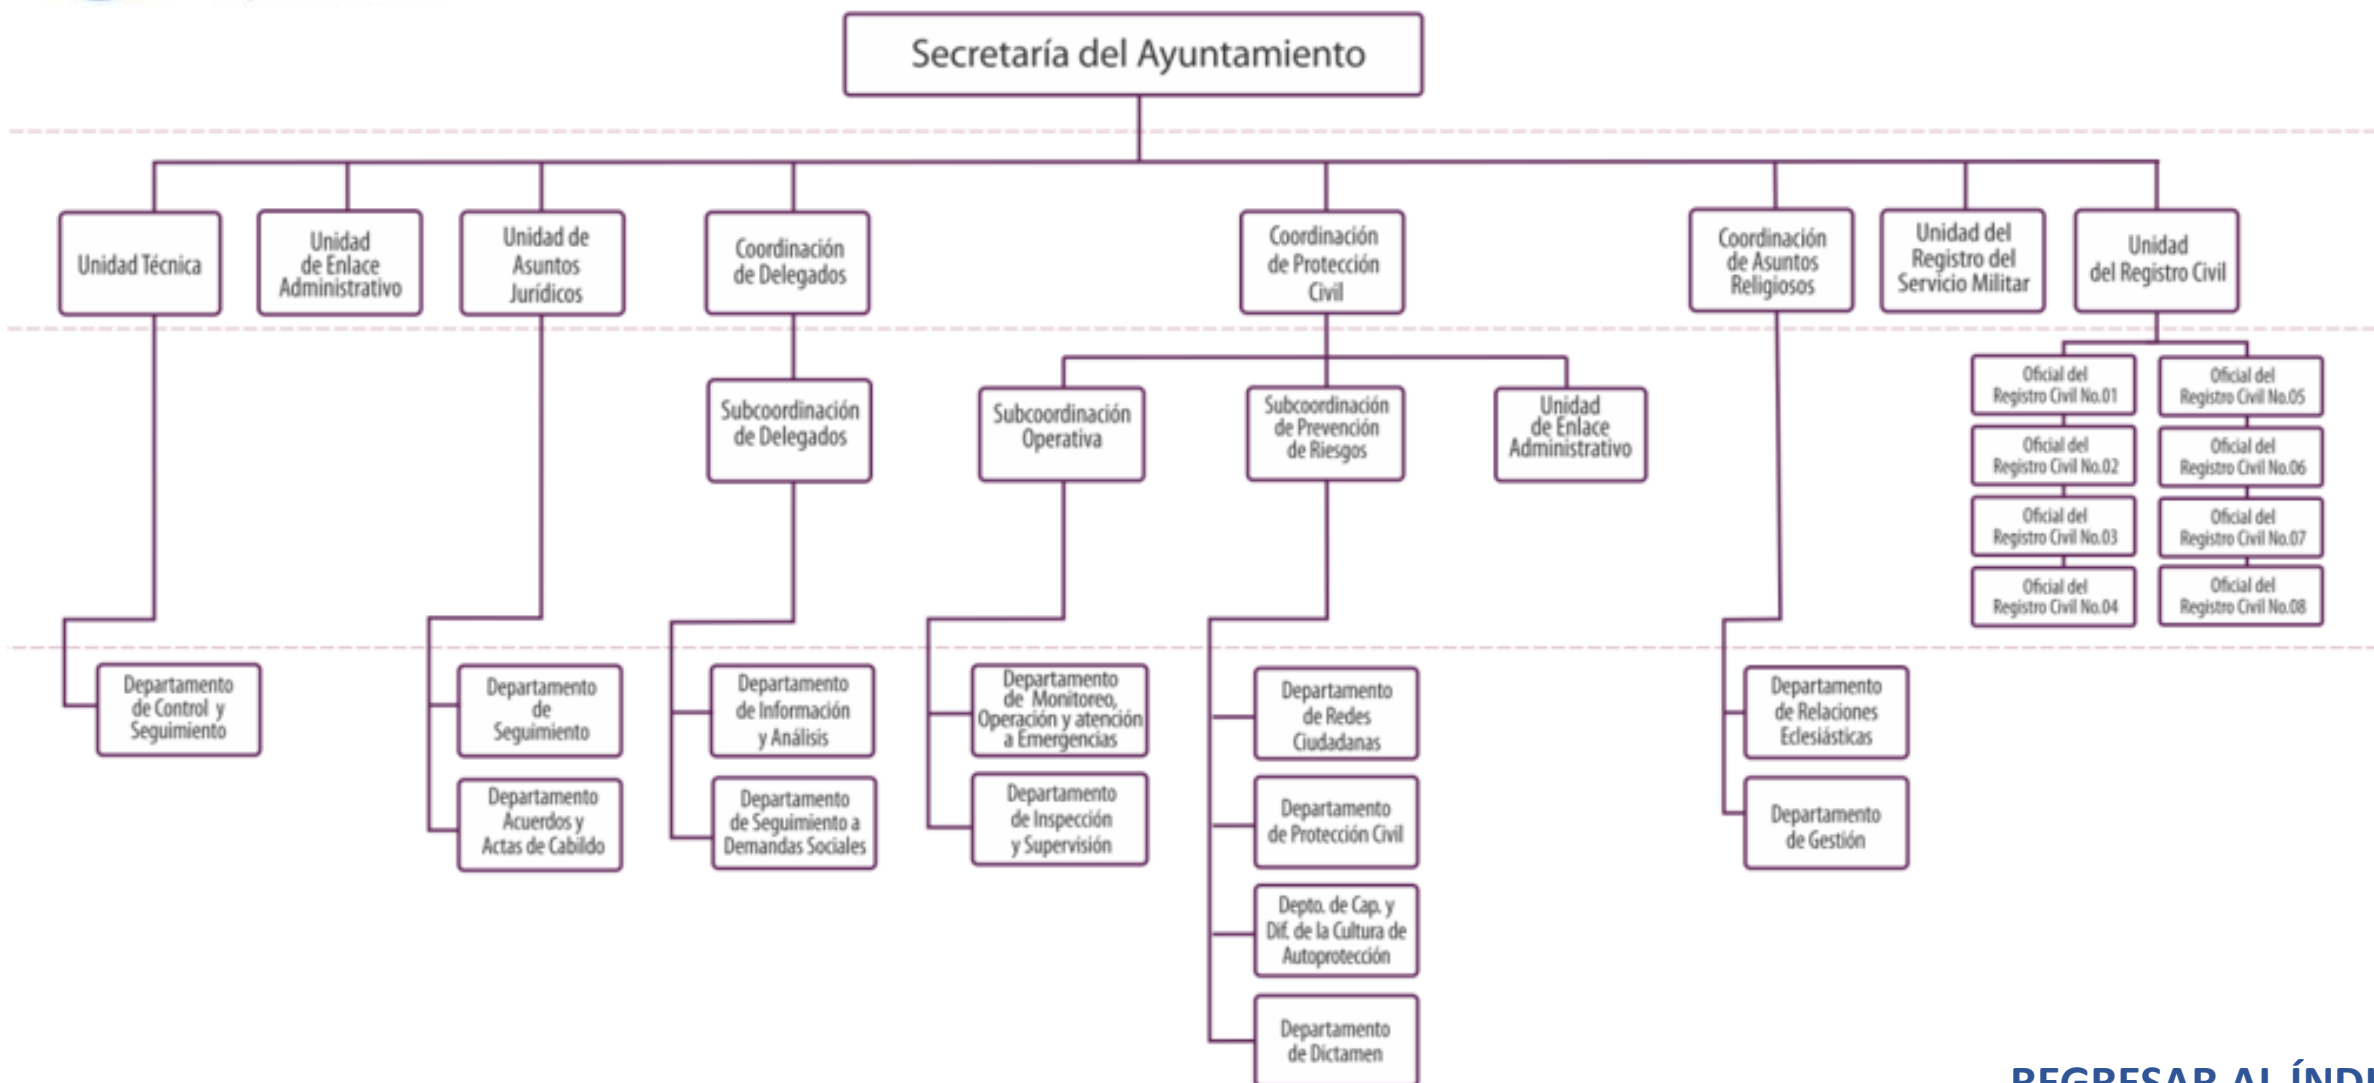 Secretaría del Ayuntamiento
Unidad Técnica
Unidad
de Enlace
Administrativo
Unidad de
Asuntos
Jurídicos
Coordinación
de Delegados
Coordinación
de Protección
Civil
Coordinación
de Asuntos
Religiosos
Unidad del
Registro del
Servicio Militar
Unidad
del Registro Civil
Subcoordinación
de Delegados
Subcoordinación
Operativa
Subcoordinación
de Prevención
de Riesgos
Unidad
de Enlace
Administrativo
Oficial del
Registro Civil No.01
Oficial del
Registro Civil No.02
Oficial del
Registro Civil No.03
Oficial del
Registro Civil No.04
Oficial del
Registro Civil No.05
Oficial del
Registro Civil No.06
Oficial del
Registro Civil No.07
Oficial del
Registro Civil No.08
Departamento
de Control y
Seguimiento
Departamento
de
Seguimiento
Departamento
Acuerdos y
Actas de Cabildo
Departamento
de Información
y Análisis
Departamento
de Seguimiento a
Demandas Sociales
Departamento
de Monitoreo,
Operación y atención
a Emergencias
Departamento
de Inspección
y Supervisión
Departamento
de Redes
Ciudadanas
Departamento
de Protección Civil
Depto. de Cap. y
Dif. de la Cultura de
Autoprotección
Departamento
de Dictamen
Departamento
de Relaciones
Eclesiásticas
Departamento
de Gestión
REGRESAR AL